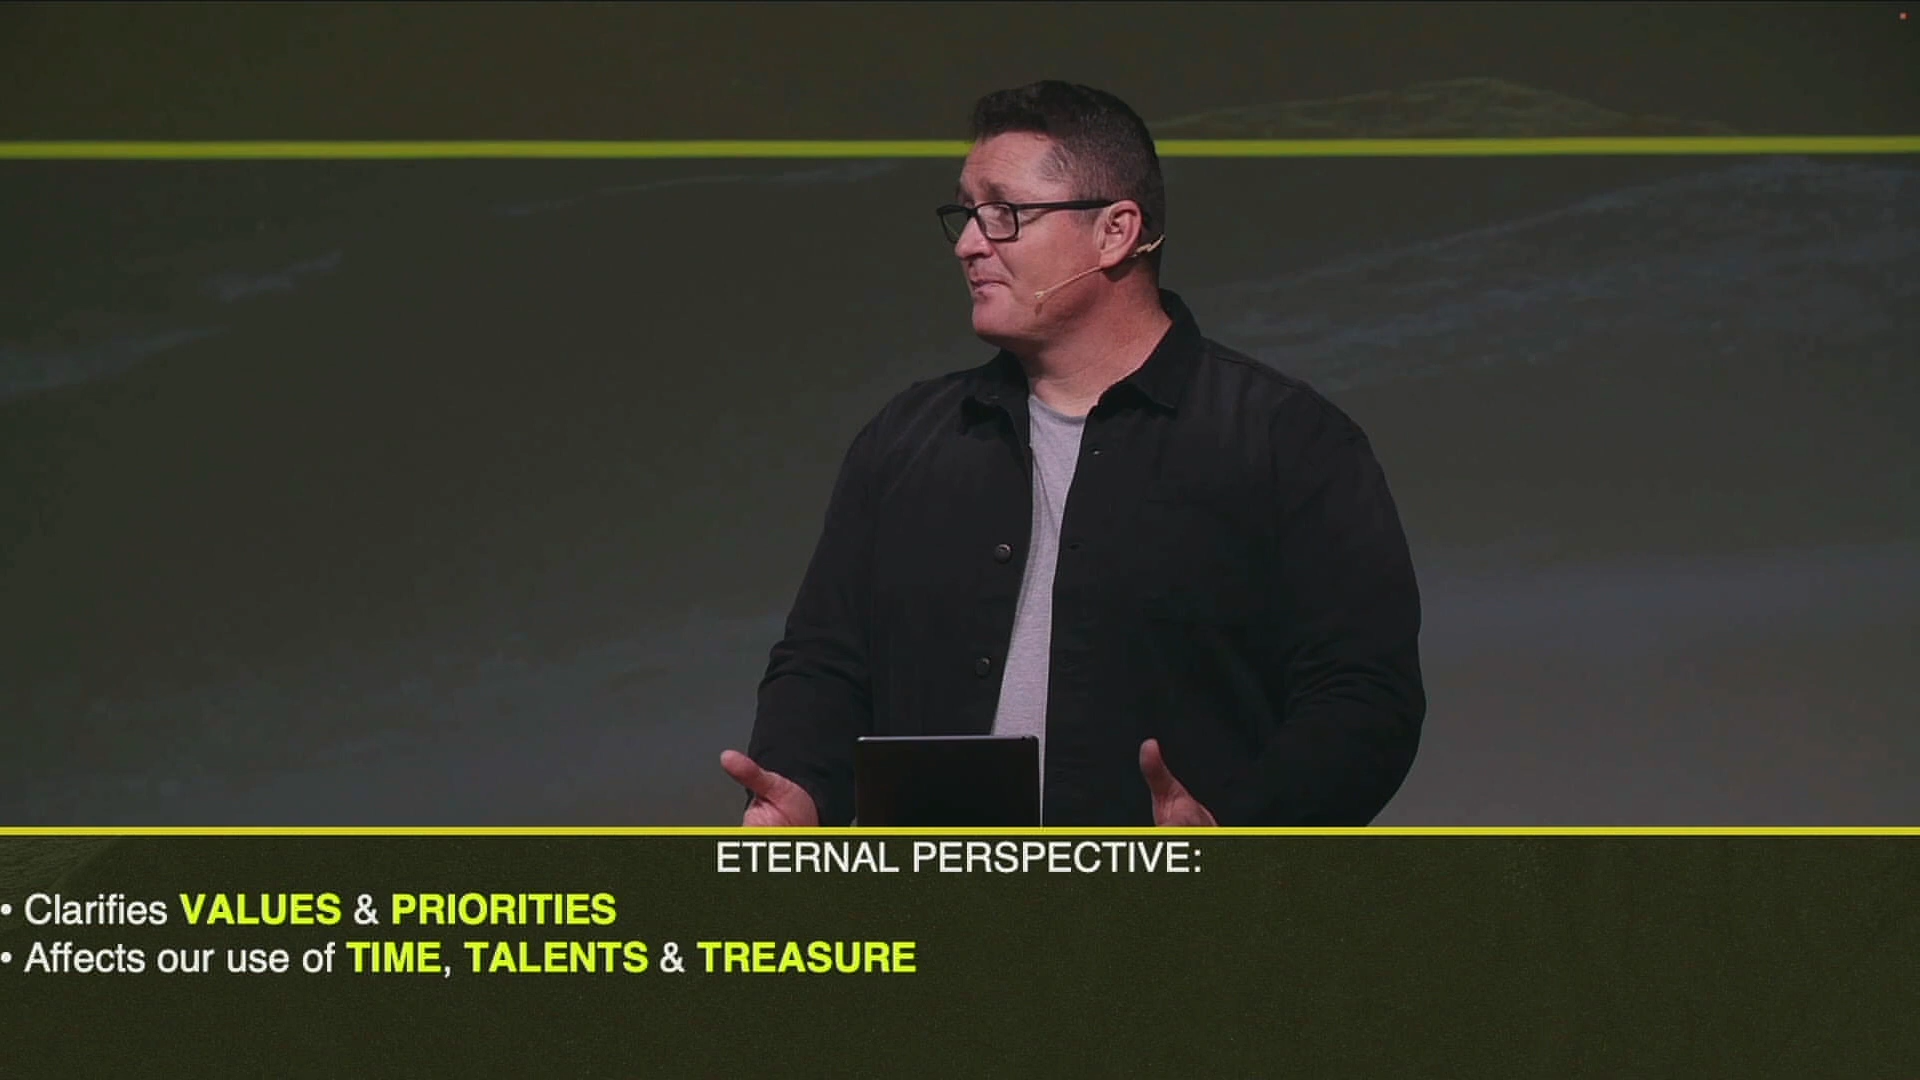 ETERNAL PERSPECTIVE:
• Clarifies VALUES & PRIORITIES
• Affects our use of TIME, TALENTS & TREASURE